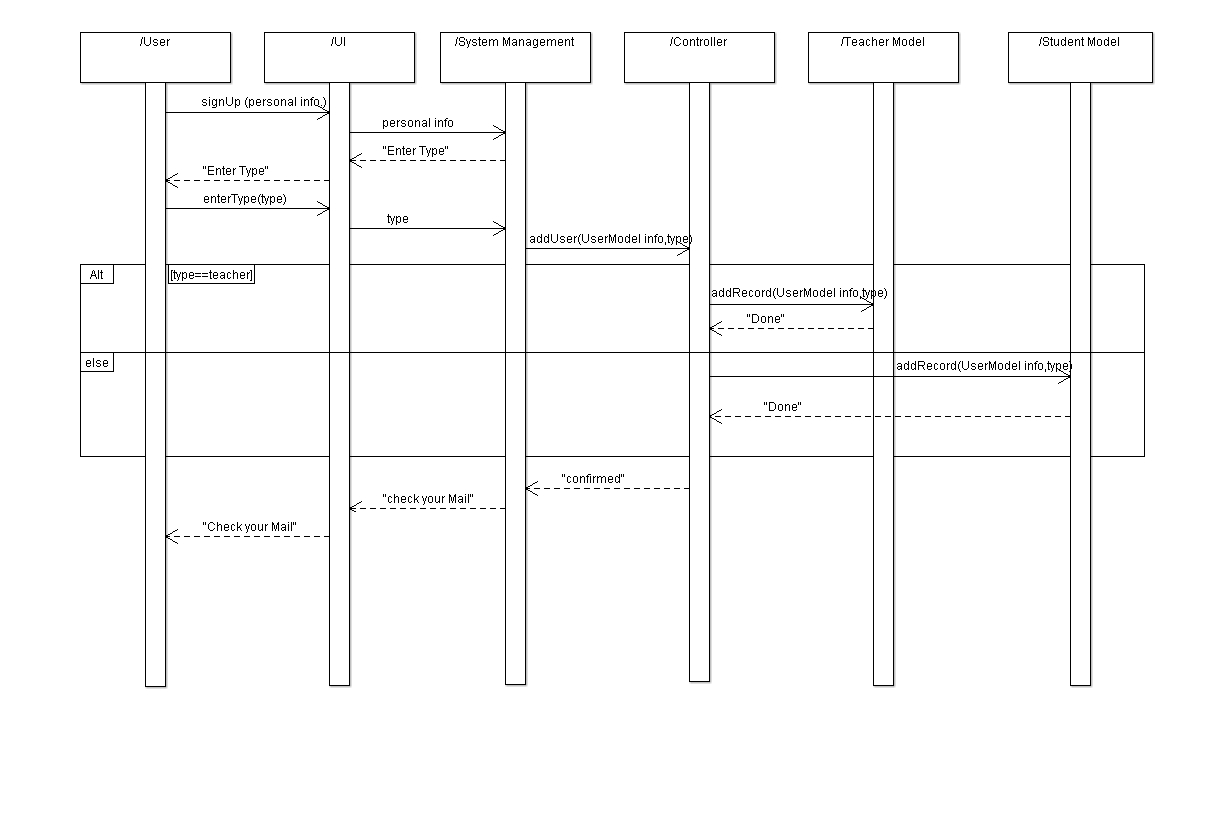 /User
/UI
/System Management
/Controller
/Teacher Model
/Student Model
signUp (personal info,)
personal info
"Enter Type"
"Enter Type"
enterType(type)
type
addUser(UserModel info,type)
Alt
[type==teacher]
addRecord(UserModel info,type)
"Done"
else
addRecord(UserModel info,type)
"Done"
"confirmed"
"check your Mail"
"Check your Mail"